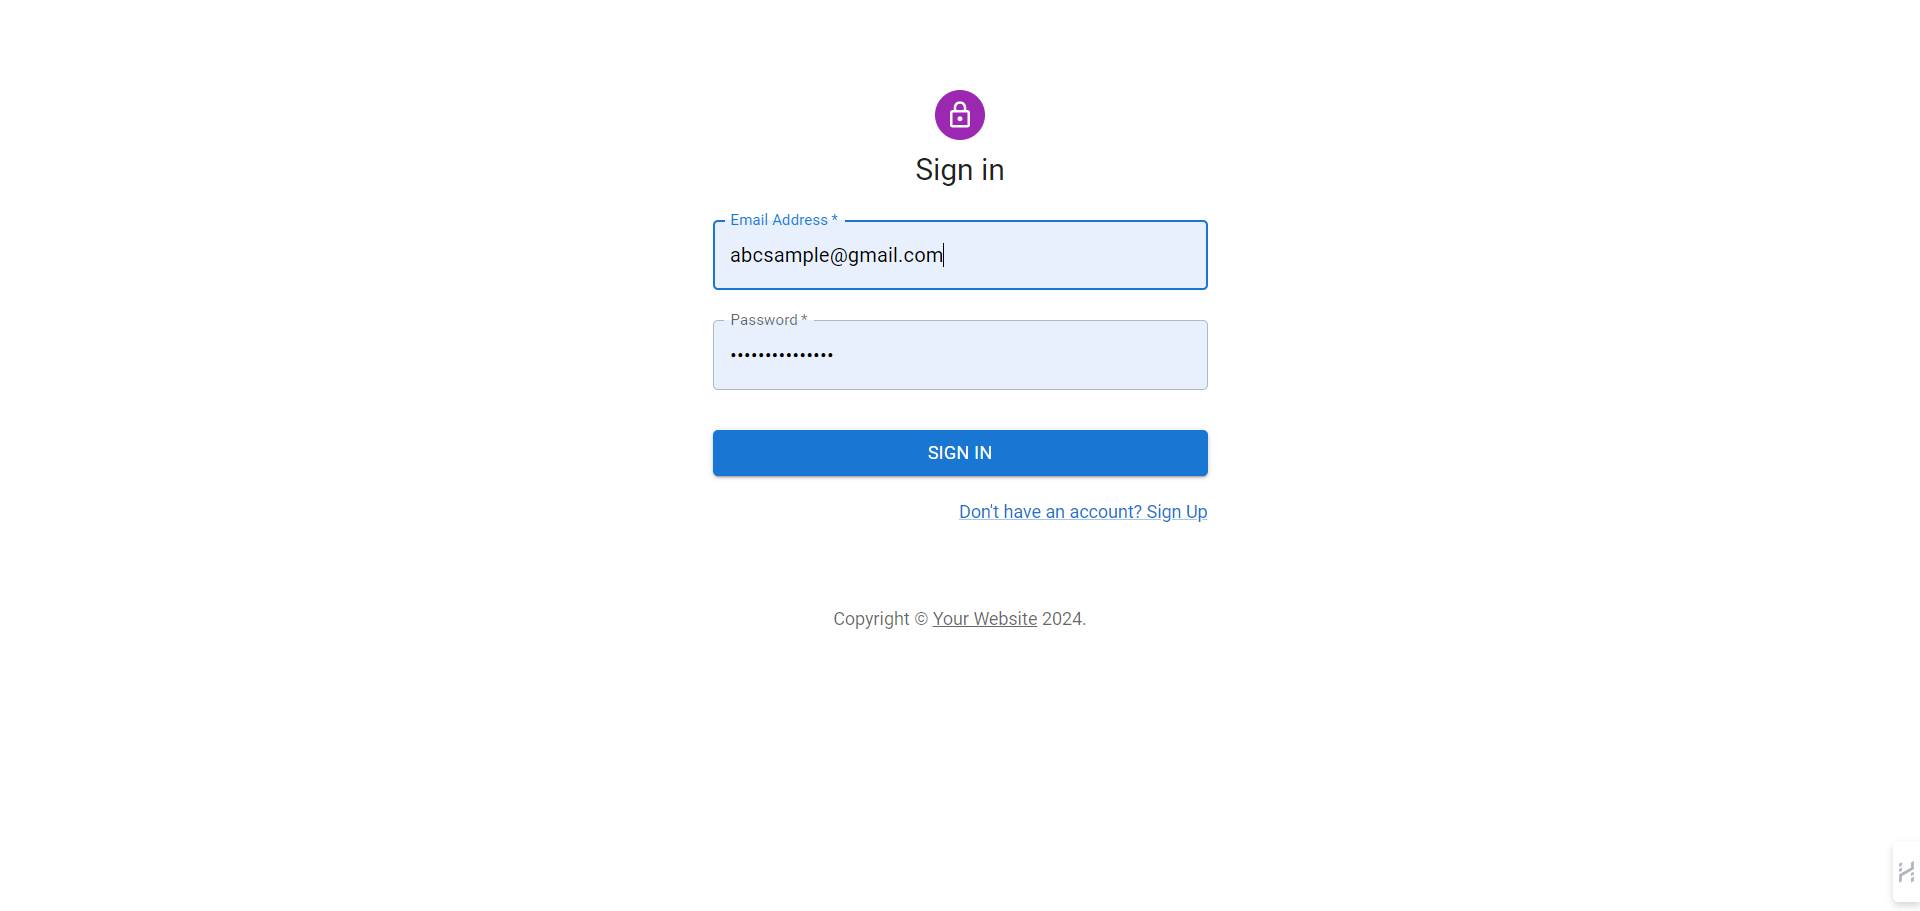 Sign in
Email Address *
abcsample@gmail.com
Password *
•••••••••••••••
SIGN IN
Don't have an account? Sign Up
Copyright © Your Website 2024.